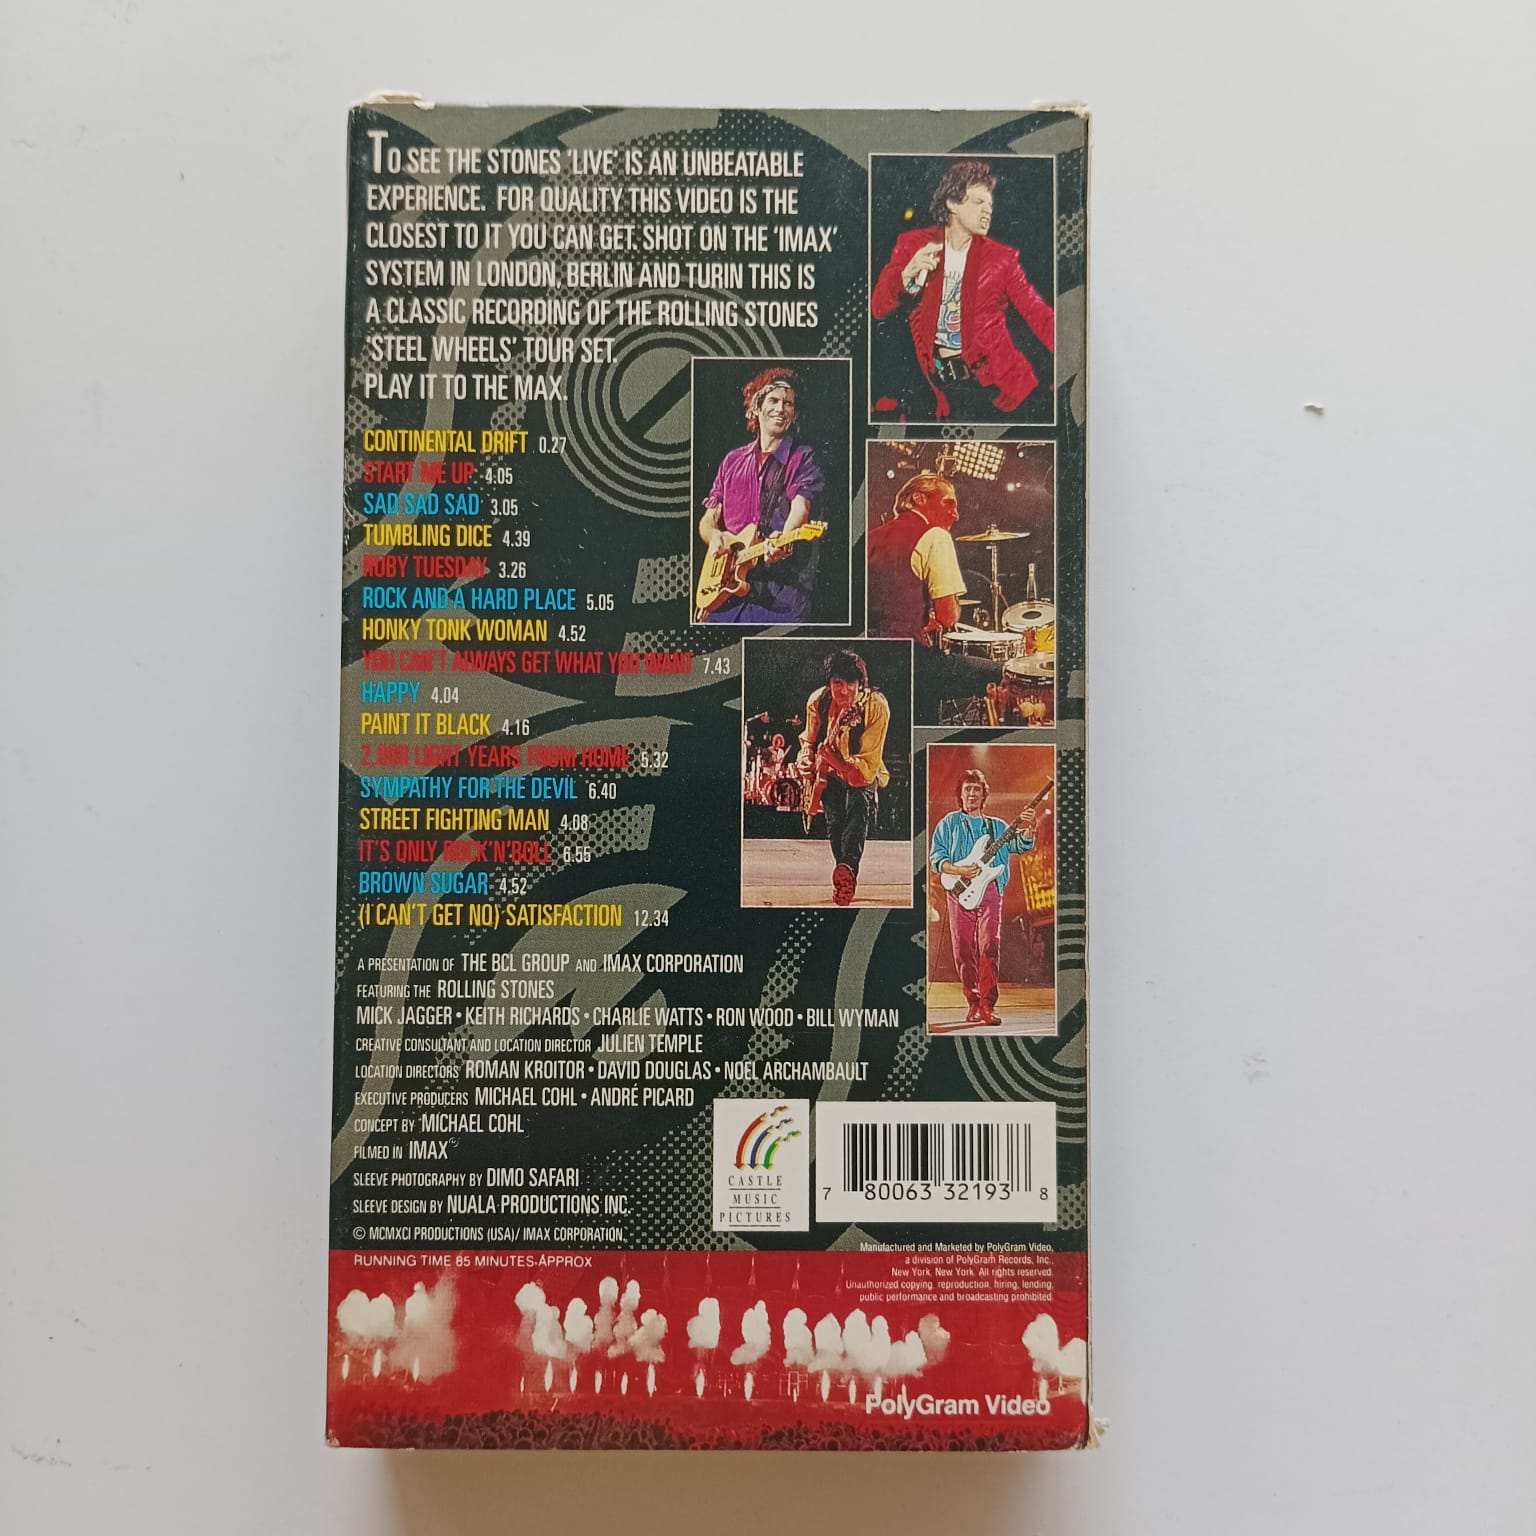 TO SEE THE STONES 'LIVE' IS AN UNBEATABLE
EXPERIENCE. FOR QUALITY THIS VIDEO IS THE
CLOSEST TO IT YOU CAN GET. SHOT ON THE 'IMAX'
SYSTEM IN LONDON, BERLIN AND TURIN THIS IS
A CLASSIC RECORDING OF THE ROLLING STONES
'STEEL WHEELS' TOUR SET.
PLAY IT TO THE MAX.
CONTINENTAL DRIFT 0.27
START ME UP 4.05
SAD SAD SAD 3.05
TUMBLING DICE 4.39
RUBY TUESDAY 3.26
ROCK AND A HARD PLACE 5.05
HONKY TONK WOMAN 4.52
YOU CAN'T ALWAYS GET WHAT YOU WANT 7.43
HAPPY 4.04
PAINT IT BLACK 4.16
2,000 LIGHT YEARS FROM HOME 5.32
SYMPATHY FOR THE DEVIL 6.40
STREET FIGHTING MAN 4.08
IT'S ONLY ROCK'N'ROLL 6.55
BROWN SUGAR 4.52
(I CAN'T GET NO) SATISFACTION 12.34
A PRESENTATION OF THE BCL GROUP AND IMAX CORPORATION
FEATURING THE ROLLING STONES
MICK JAGGER • KEITH RICHARDS • CHARLIE WATTS • RON WOOD • BILL WYMAN
CREATIVE CONSULTANT AND LOCATION DIRECTOR JULIEN TEMPLE
LOCATION DIRECTORS ROMAN KROITOR • DAVID DOUGLAS • NOEL ARCHAMBAULT
EXECUTIVE PRODUCERS MICHAEL COHL • ANDRÉ PICARD
CONCEPT BY MICHAEL COHL
FILMED IN IMAX
SLEEVE PHOTOGRAPHY BY DIMO SAFARI
SLEEVE DESIGN BY NUALA PRODUCTIONS INC.
© MCMXCI PRODUCTIONS (USA)/ IMAX CORPORATION.
CASTLE
MUSIC
PICTURES
7 80063 32193 8
RUNNING TIME 85 MINUTES APPROX
Manufactured and Marketed by PolyGram Video,
a division of PolyGram Records, Inc.,
New York, New York. All rights reserved.
Unauthorized copying, reproduction, hiring, lending,
public performance and broadcasting prohibited.
PolyGram Video